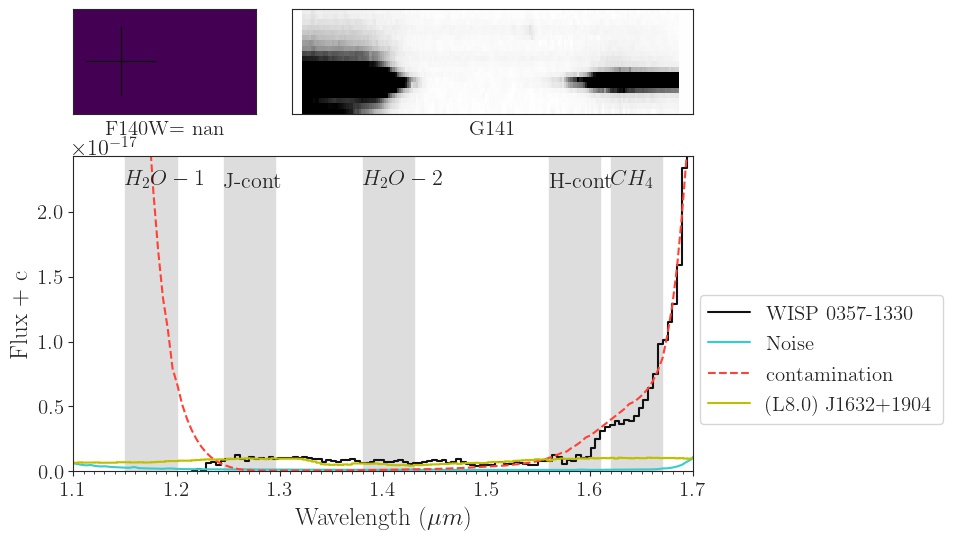 F140W= nan
G141
×10⁻¹⁷
H₂O − 1
J-cont
H₂O − 2
H-cont
CH₄
2.0
1.5
1.0
0.5
0.0
Flux + c
1.1
1.2
1.3
1.4
1.5
1.6
1.7
Wavelength (μm)
WISP 0357-1330
Noise
contamination
(L8.0) J1632+1904